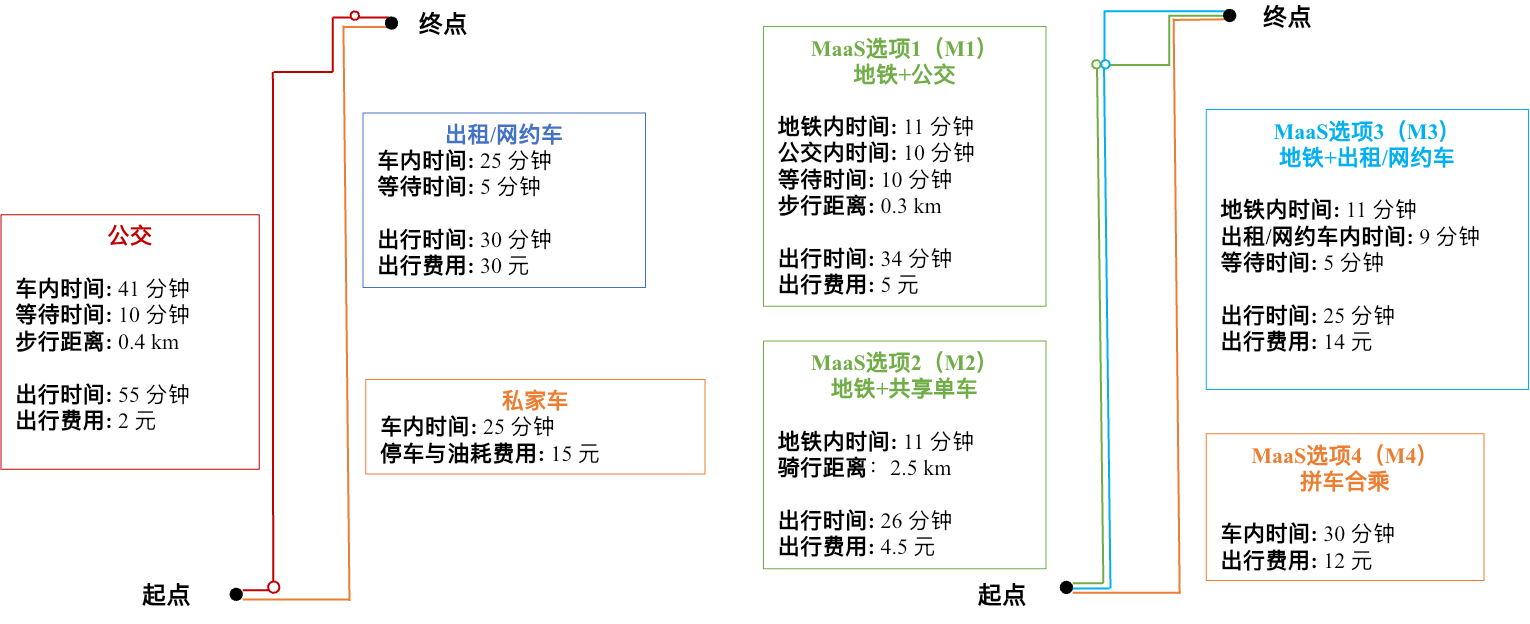 终点
出租/网约车
车内时间: 25 分钟
等待时间: 5 分钟
出行时间: 30 分钟
出行费用: 30 元
公交
车内时间: 41 分钟
等待时间: 10 分钟
步行距离: 0.4 km
出行时间: 55 分钟
出行费用: 2 元
私家车
车内时间: 25 分钟
停车与油耗费用: 15 元
起点
终点
MaaS选项1（M1）
地铁+公交
地铁内时间: 11 分钟
公交内时间: 10 分钟
等待时间: 10 分钟
步行距离: 0.3 km
出行时间: 34 分钟
出行费用: 5 元
MaaS选项2（M2）
地铁+共享单车
地铁内时间: 11 分钟
骑行距离： 2.5 km
出行时间: 26 分钟
出行费用: 4.5 元
MaaS选项3（M3）
地铁+出租/网约车
地铁内时间: 11 分钟
出租/网约车内时间: 9 分钟
等待时间: 5 分钟
出行时间: 25 分钟
出行费用: 14 元
MaaS选项4（M4）
拼车合乘
车内时间: 30 分钟
出行费用: 12 元
起点